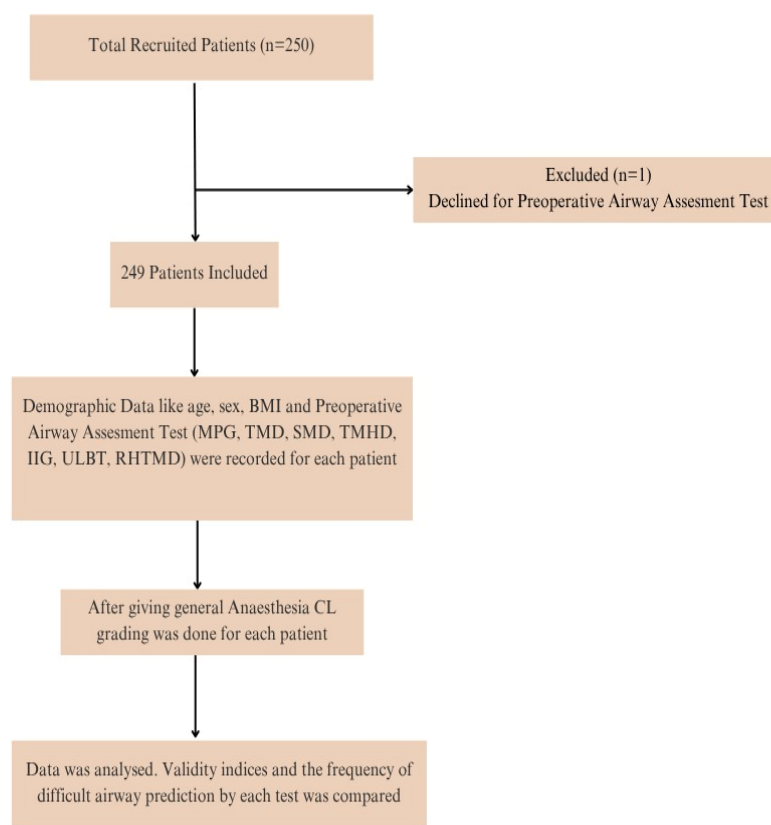 Total Recruited Patients (n=250)
Excluded (n=1)
Declined for Preoperative Airway Assesment Test
249 Patients Included
Demographic Data like age, sex, BMI and Preoperative
Airway Assesment Test (MPG, TMD, SMD, TMHD,
IIG, ULBT, RHTMD) were recorded for each patient
After giving general Anaesthesia CL
grading was done for each patient
Data was analysed. Validity indices and the frequency of
difficult airway prediction by each test was compared